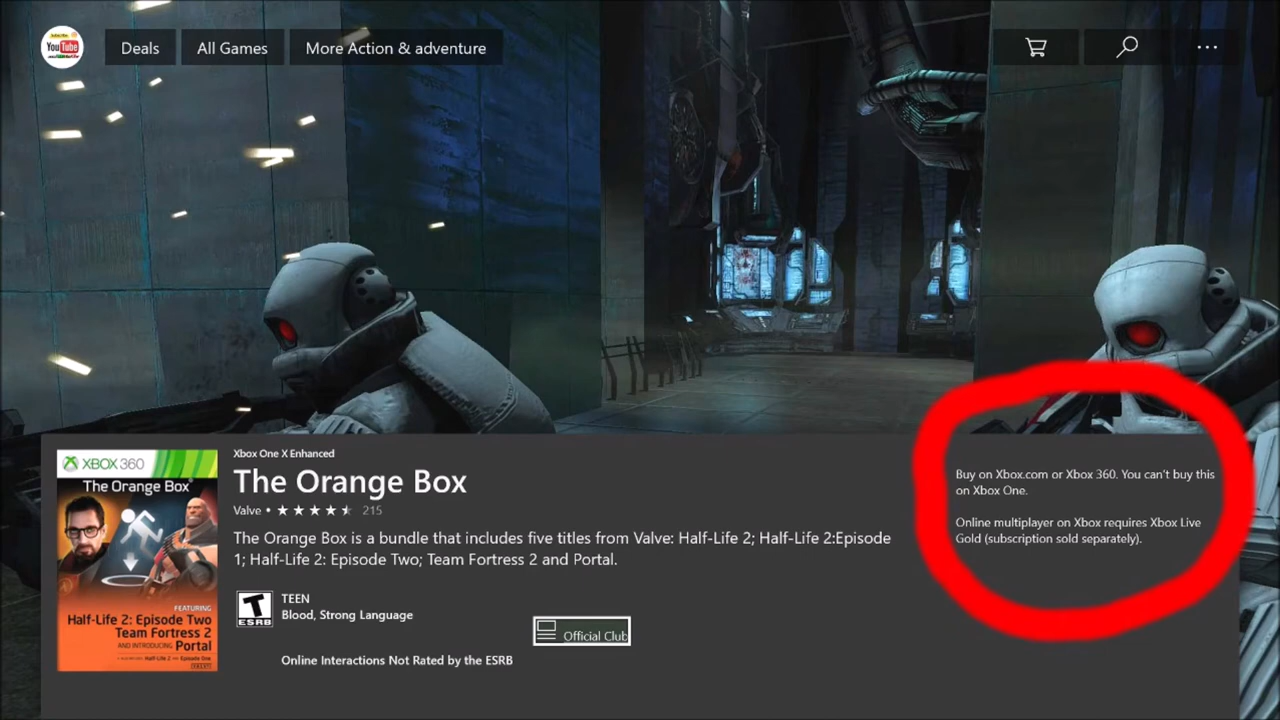 You Tube
Deals
All Games
More Action & adventure
XBOX 360
The Orange Box
FEATURING
Half-Life 2: Episode Two
Team Fortress 2
AND INTRODUCING Portal
Xbox One X Enhanced
The Orange Box
Valve • 215
The Orange Box is a bundle that includes five titles from Valve: Half-Life 2; Half-Life 2:Episode
1; Half-Life 2: Episode Two; Team Fortress 2 and Portal.
T
ESRB
TEEN
Blood, Strong Language
Official Club
Online Interactions Not Rated by the ESRB
Buy on Xbox.com or Xbox 360. You can't buy this
on Xbox One.
Online multiplayer on Xbox requires Xbox Live
Gold (subscription sold separately).